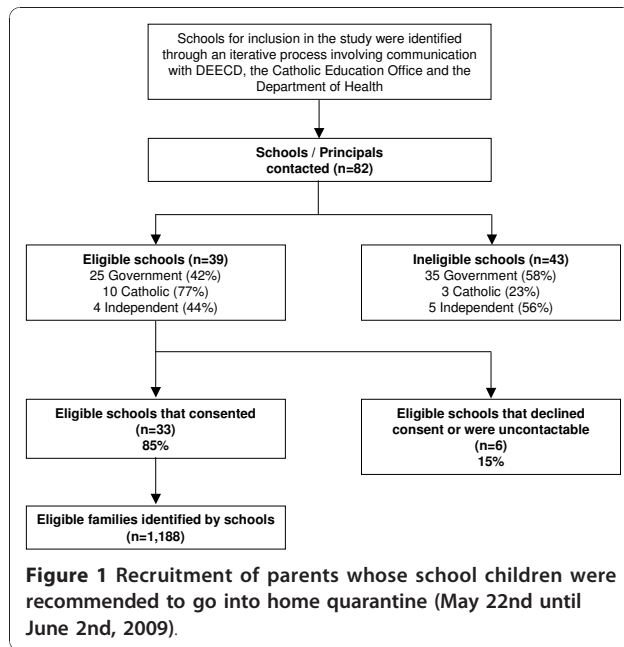 Schools for inclusion in the study were identified
through an iterative process involving communication
with DEECD, the Catholic Education Office and the
Department of Health
Schools / Principals
contacted (n=82)
Eligible schools (n=39)
25 Government (42%)
10 Catholic (77%)
4 Independent (44%)
Ineligible schools (n=43)
35 Government (58%)
3 Catholic (23%)
5 Independent (56%)
Eligible schools that consented
(n=33)
85%
Eligible schools that declined
consent or were uncontactable
(n=6)
15%
Eligible families identified by schools
(n=1,188)
Figure 1 Recruitment of parents whose school children were
recommended to go into home quarantine (May 22nd until
June 2nd, 2009).